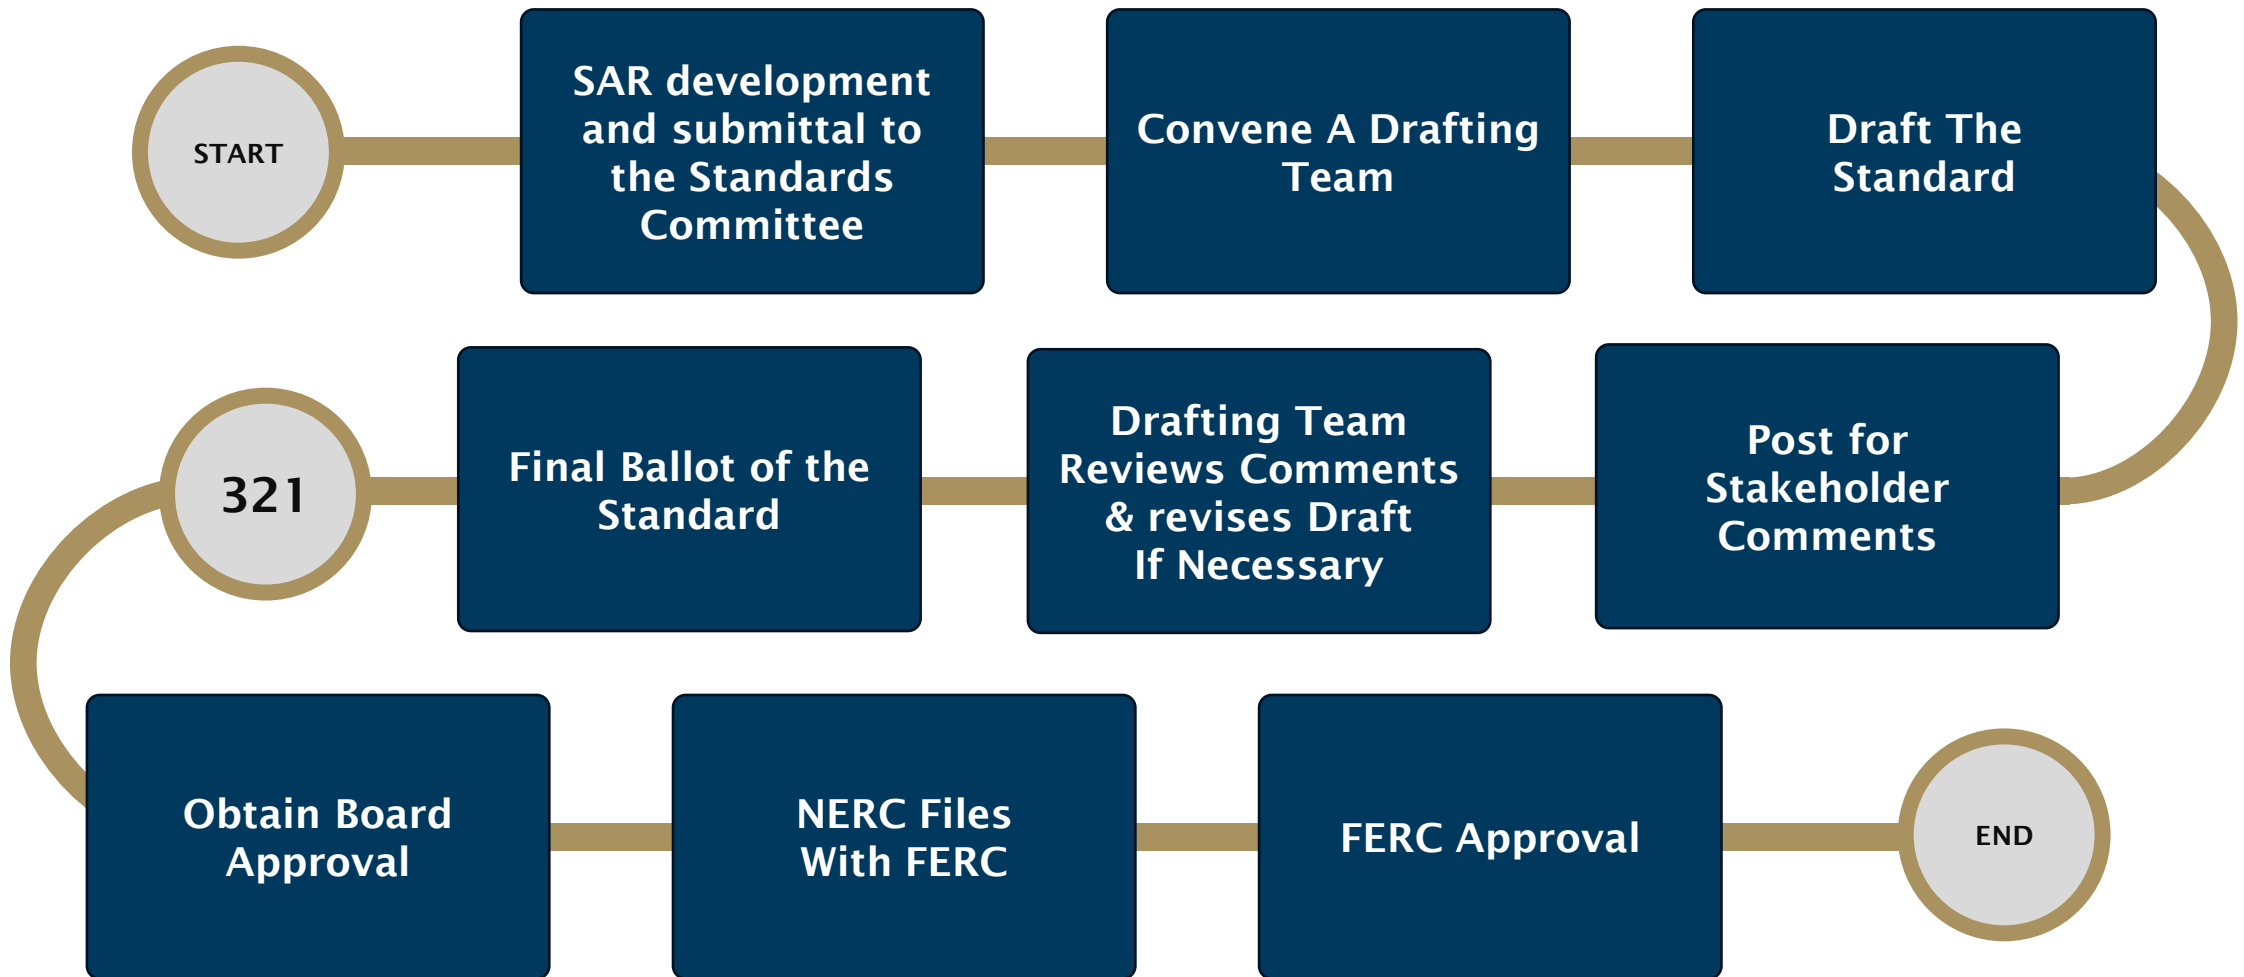 START
SAR development
and submittal to
the Standards
Committee
Convene A Drafting
Team
Draft The
Standard
Post for
Stakeholder
Comments
Drafting Team
Reviews Comments
& revises Draft
If Necessary
Final Ballot of the
Standard
321
Obtain Board
Approval
NERC Files
With FERC
FERC Approval
END